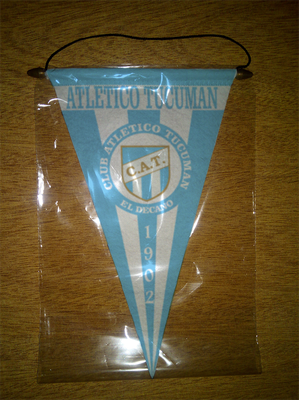 ATLETICO TUCUMAN
CLUB ATLETICO TUCUMAN
C.A.T.
EL DECANO
1902